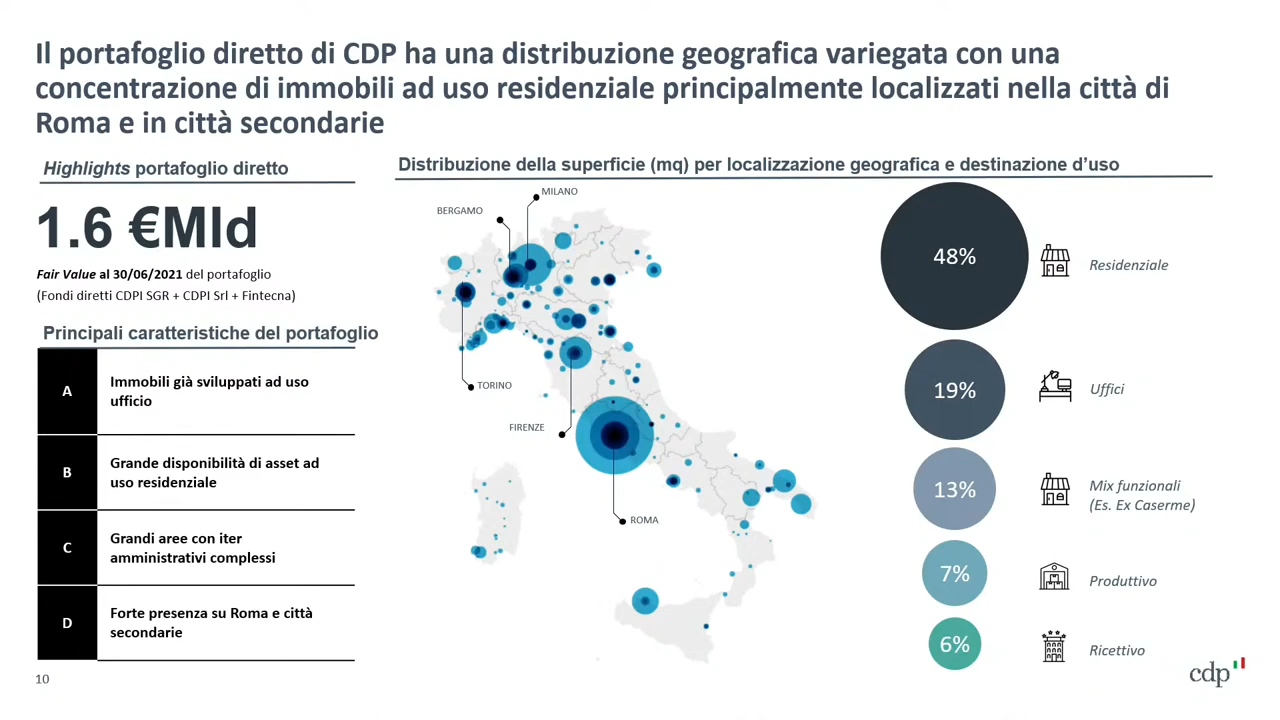 Il portafoglio diretto di CDP ha una distribuzione geografica variegata con una
concentrazione di immobili ad uso residenziale principalmente localizzati nella città di
Roma e in città secondarie
Highlights portafoglio diretto
1.6 €Mld
Fair Value al 30/06/2021 del portafoglio
(Fondi diretti CDPI SGR + CDPI Srl + Fintecna)
Principali caratteristiche del portafoglio
A
Immobili già sviluppati ad uso
ufficio
B
Grande disponibilità di asset ad
uso residenziale
C
Grandi aree con iter
amministrativi complessi
D
Forte presenza su Roma e città
secondarie
Distribuzione della superficie (mq) per localizzazione geografica e destinazione d'uso
MILANO
BERGAMO
TORINO
FIRENZE
ROMA
48%
Residenziale
19%
Uffici
13%
Mix funzionali
(Es. Ex Caserme)
7%
Produttivo
6%
Ricettivo
10
cdp